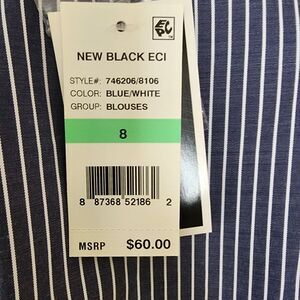 NEW BLACK ECI
STYLE#: 746206/8106
COLOR: BLUE/WHITE
GROUP: BLOUSES
8
8 87368 52186 2
MSRP $60.00